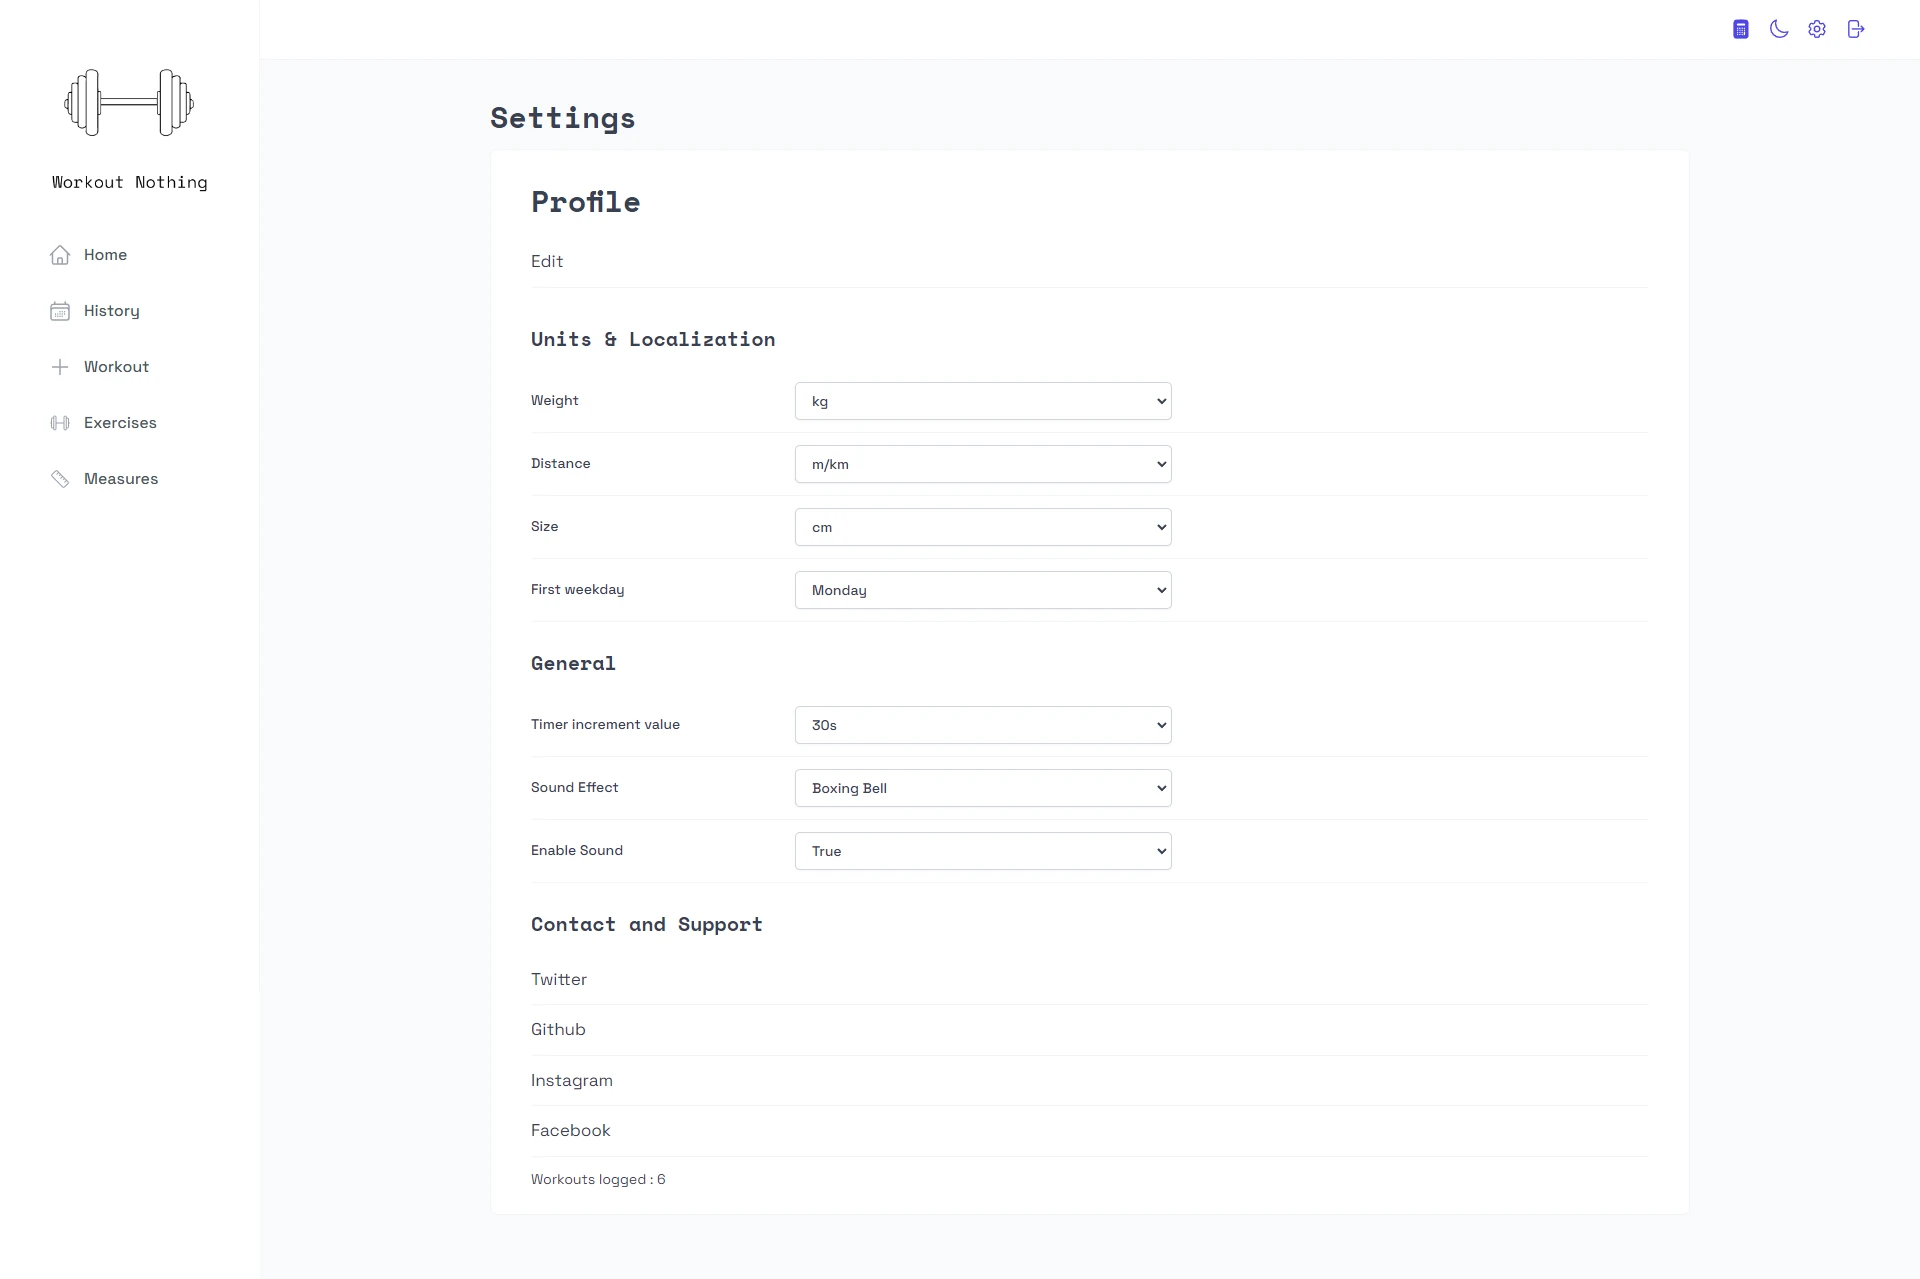 Workout Nothing
Home
History
Workout
Exercises
Measures
Settings
Profile
Edit
Units & Localization
Weight
kg
Distance
m/km
Size
cm
First weekday
Monday
General
Timer increment value
30s
Sound Effect
Boxing Bell
Enable Sound
True
Contact and Support
Twitter
Github
Instagram
Facebook
Workouts logged : 6